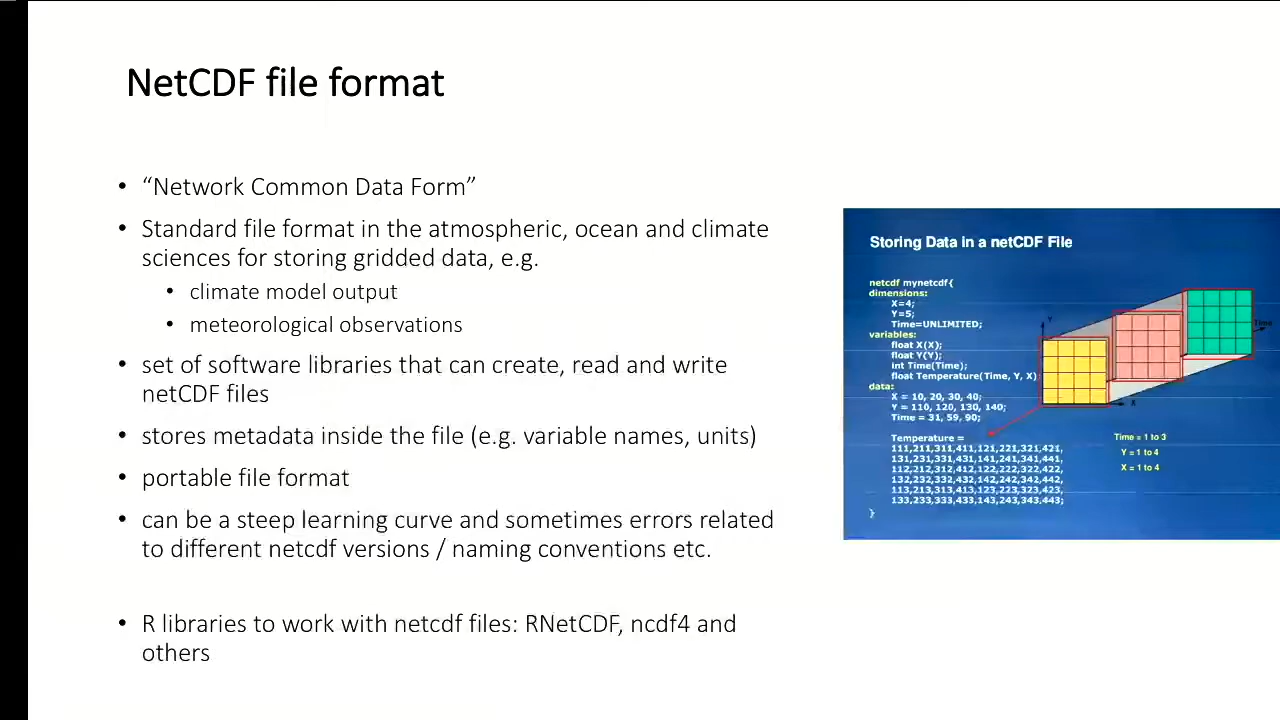 NetCDF file format
• “Network Common Data Form”
• Standard file format in the atmospheric, ocean and climate
sciences for storing gridded data, e.g.
• climate model output
• meteorological observations
• set of software libraries that can create, read and write
netCDF files
• stores metadata inside the file (e.g. variable names, units)
• portable file format
• can be a steep learning curve and sometimes errors related
to different netcdf versions / naming conventions etc.
• R libraries to work with netcdf files: RNetCDF, ncdf4 and
others
Storing Data in a netCDF File
netcdf mynetcdf{
dimensions:
X=4;
Y=5;
Time=UNLIMITED;
variables:
float X(X);
float Y(Y);
int Time(Time);
float Temperature(Time, Y, X)
data:
X = 10, 20, 30, 40;
Y = 110, 120, 130, 140;
Time = 31, 59, 90;
Temperature =
111,211,311,411,121,221,321,421,
131,231,331,431,141,241,341,441,
112,212,312,412,122,222,322,422,
132,232,332,432,142,242,342,442,
113,213,313,413,123,223,323,423,
133,233,333,433,143,243,343,443;
}
Y
Time
X
Time = 1 to 3
Y = 1 to 4
X = 1 to 4